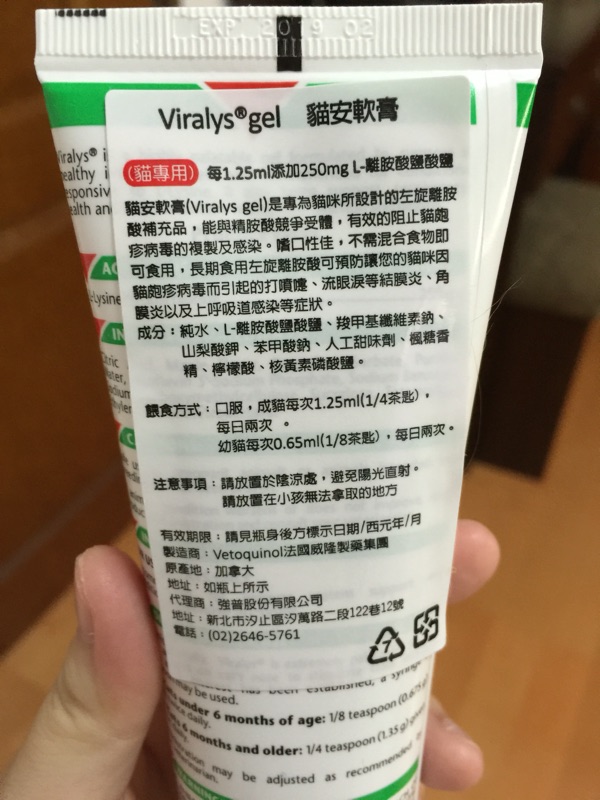 EXP 2019 02
Viralys® i
ealthy i
esponsiv
ealth an
AC
-Lysine
IN
Viralys®gel 貓安軟膏
(貓專用) 每1.25ml添加250mg L-離胺酸鹽酸鹽
貓安軟膏(Viralys gel)是專為貓咪所設計的左旋離胺
酸補充品,能與精胺酸競爭受體,有效的阻止貓皰
疹病毒的複製及感染。嗜口性佳,不需混合食物即
可食用,長期食用左旋離胺酸可預防讓您的貓咪因
貓皰疹病毒而引起的打噴嚏、流眼淚等結膜炎、角
膜炎以及上呼吸道感染等症狀。
成分:純水、L-離胺酸鹽酸鹽、羧甲基纖維素鈉、
山梨酸鉀、苯甲酸鈉、人工甜味劑、楓糖香
精、檸檬酸、核黃素磷酸鹽。
餵食方式:口服,成貓每次1.25ml(1/4茶匙),
每日兩次 。
幼貓每次0.65ml(1/8茶匙),每日兩次。
注意事項:請放置於陰涼處,避免陽光直射。
請放置在小孩無法拿取的地方
有效期限:請見瓶身後方標示日期/西元年/月
製造商:Vetoquinol法國威隆製藥集團
原產地:加拿大
地址:如瓶上所示
代理商:強普股份有限公司
地址:新北市汐止區汐萬路二段122巷12號
電話:(02)2646-5761
7
has been established, a syringe
may be used.
under 6 months of age: 1/8 teaspoon (0.675 g)
daily.
6 months and older: 1/4 teaspoon (1.35 g)
may be adjusted as recommended